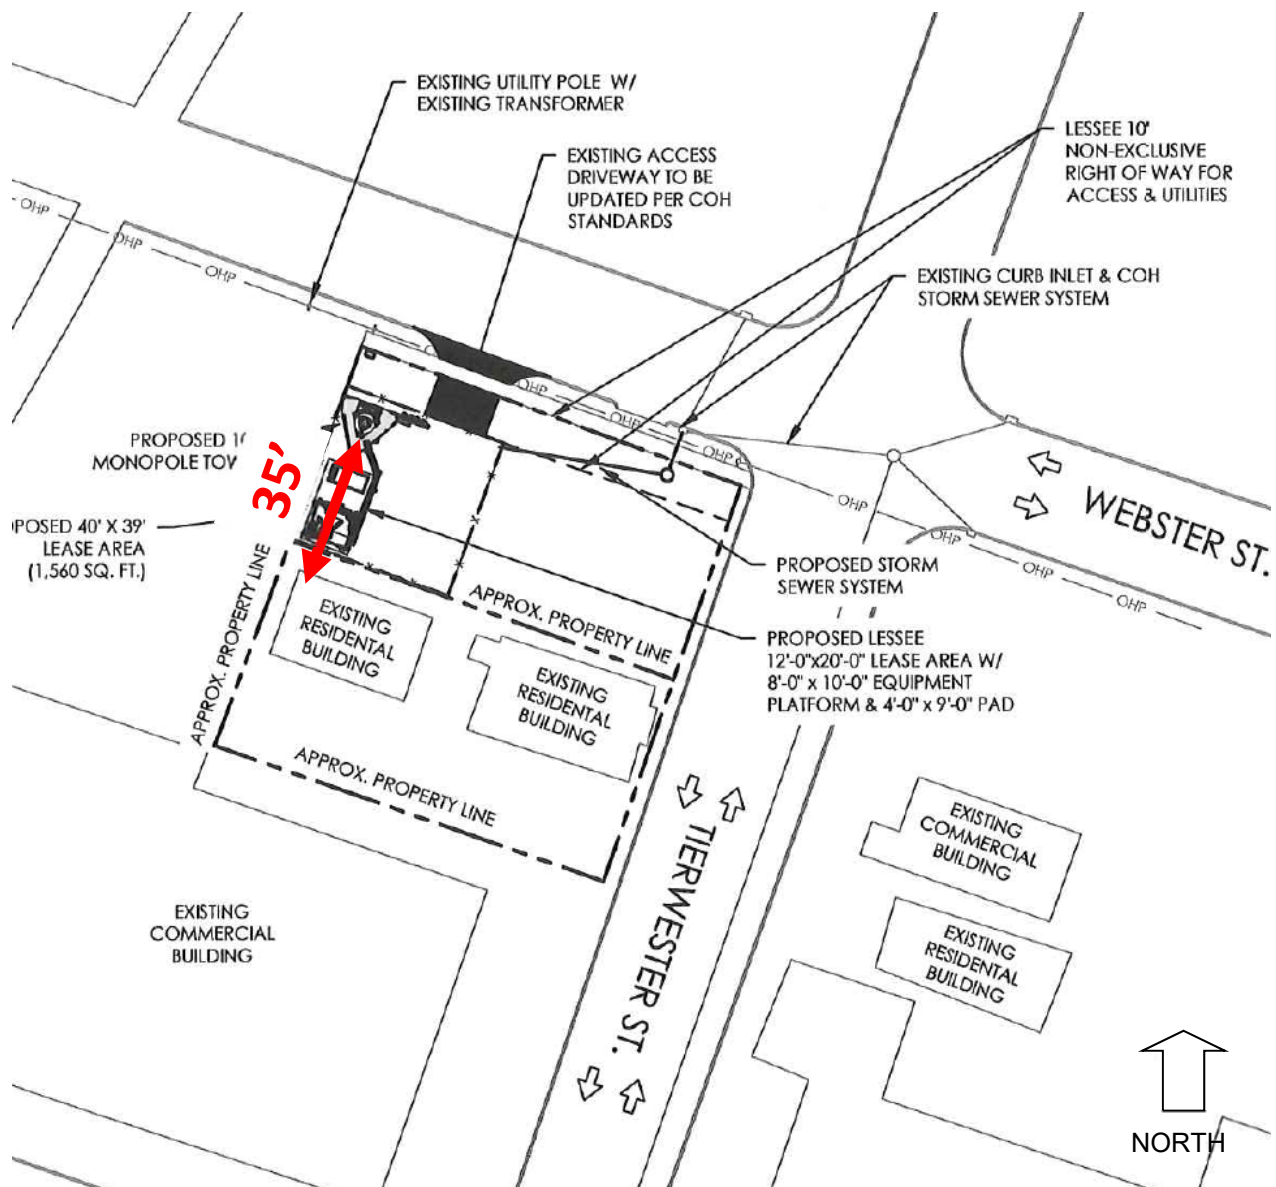 EXISTING UTILITY POLE W/
EXISTING TRANSFORMER
EXISTING ACCESS
DRIVEWAY TO BE
UPDATED PER COH
STANDARDS
LESSEE 10'
NON-EXCLUSIVE
RIGHT OF WAY FOR
ACCESS & UTILITIES
EXISTING CURB INLET & COH
STORM SEWER SYSTEM
OHP
OHP
OHP
OHP
OHP
OHP
OHP
OHP
OHP
OHP
PROPOSED
MONOPOLE
35'
POSED 40' X 39'
LEASE AREA
(1,560 SQ. FT.)
WEBSTER ST.
PROPOSED STORM
SEWER SYSTEM
PROPOSED LESSEE
12'-0"x20'-0" LEASE AREA W/
8'-0" x 10'-0" EQUIPMENT
PLATFORM & 4'-0" x 9'-0" PAD
APPROX. PROPERTY LINE
APPROX. PROPERTY LINE
APPROX. PROPERTY LINE
EXISTING
RESIDENTAL
BUILDING
EXISTING
RESIDENTAL
BUILDING
TIERWESTER ST.
EXISTING
COMMERCIAL
BUILDING
EXISTING
RESIDENTAL
BUILDING
EXISTING
COMMERCIAL
BUILDING
NORTH